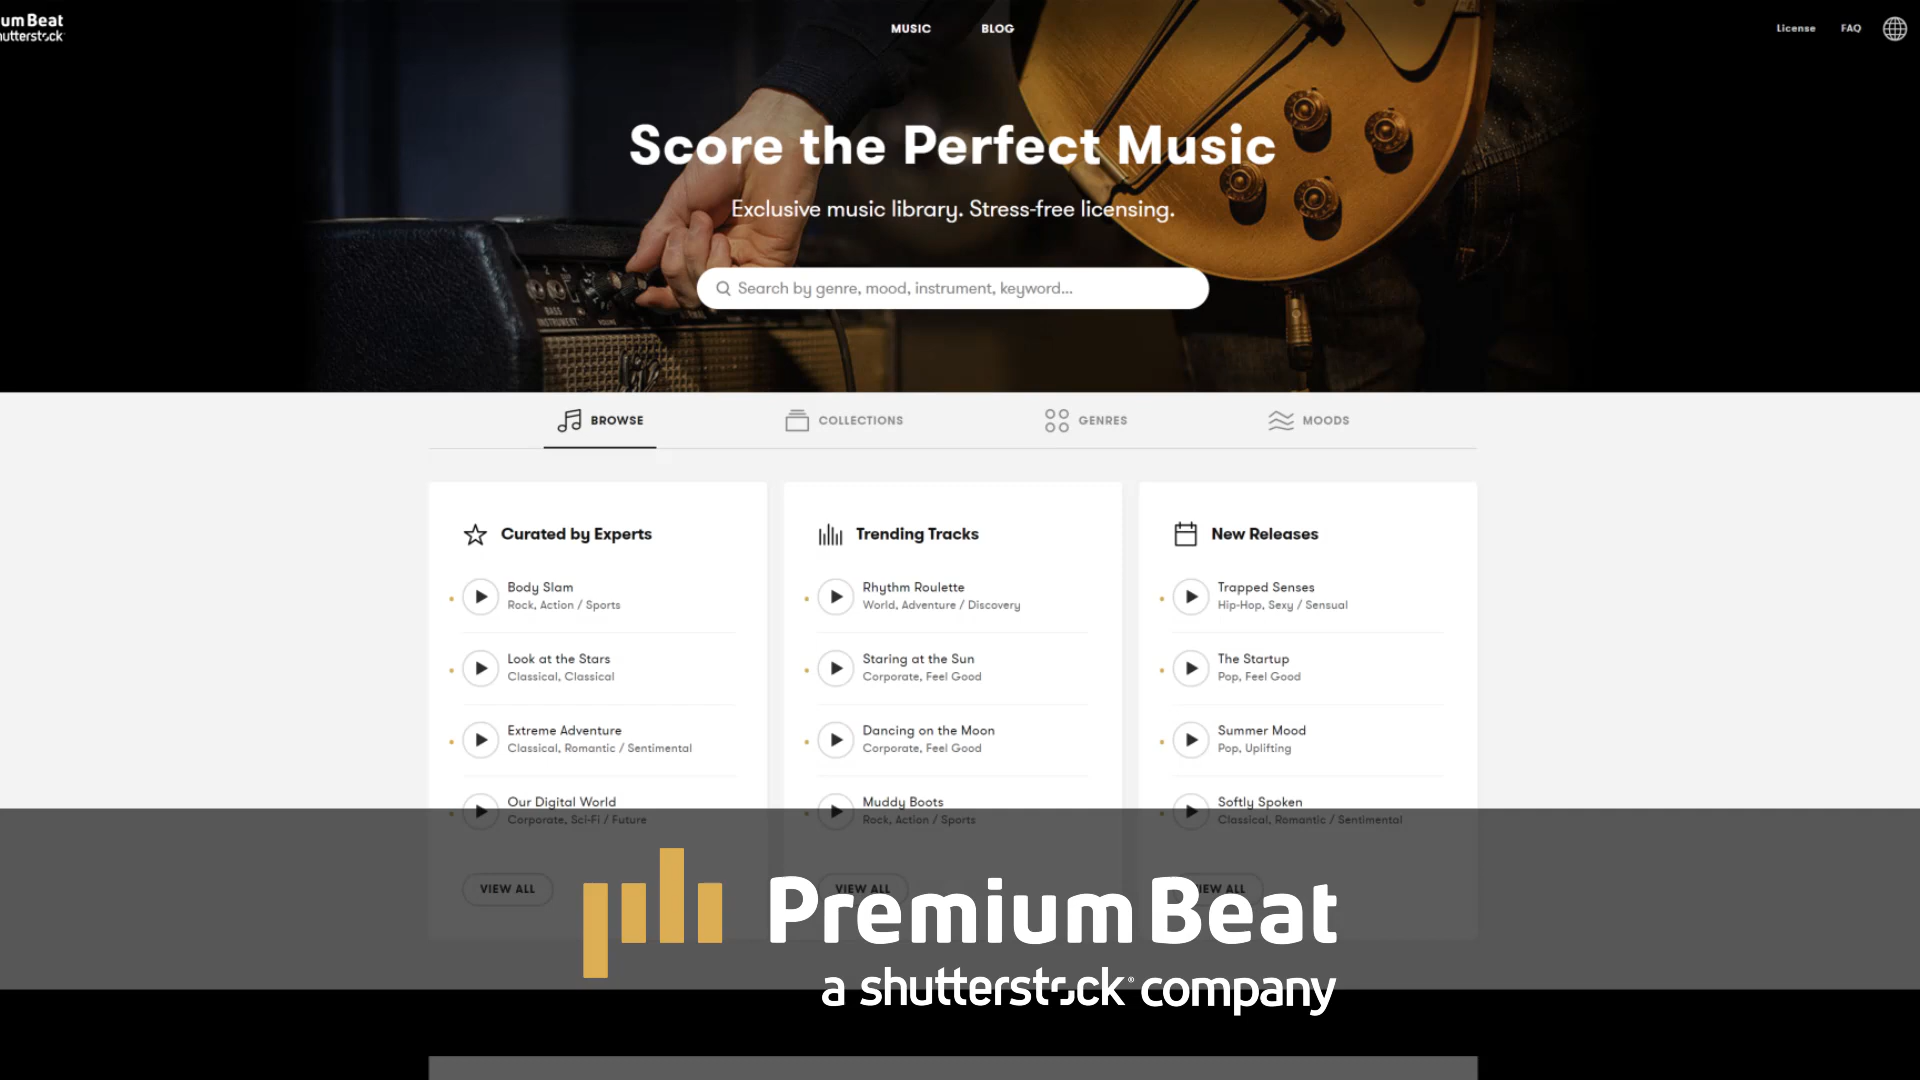 um Beat
utterstock
MUSIC
BLOG
License
FAQ
Score the Perfect Music
Exclusive music library. Stress-free licensing.
Search by genre, mood, instrument, keyword...
BROWSE
COLLECTIONS
GENRES
MOODS
Curated by Experts
Body Slam
Rock, Action / Sports
Look at the Stars
Classical, Classical
Extreme Adventure
Classical, Romantic / Sentimental
Our Digital World
Corporate, Sci-Fi / Future
VIEW ALL
Trending Tracks
Rhythm Roulette
World, Adventure / Discovery
Staring at the Sun
Corporate, Feel Good
Dancing on the Moon
Corporate, Feel Good
Muddy Boots
Rock, Action / Sports
VIEW ALL
New Releases
Trapped Senses
Hip-Hop, Sexy / Sensual
The Startup
Pop, Feel Good
Summer Mood
Pop, Uplifting
Softly Spoken
Classical, Romantic / Sentimental
VIEW ALL
Premium Beat
a shutterstock company